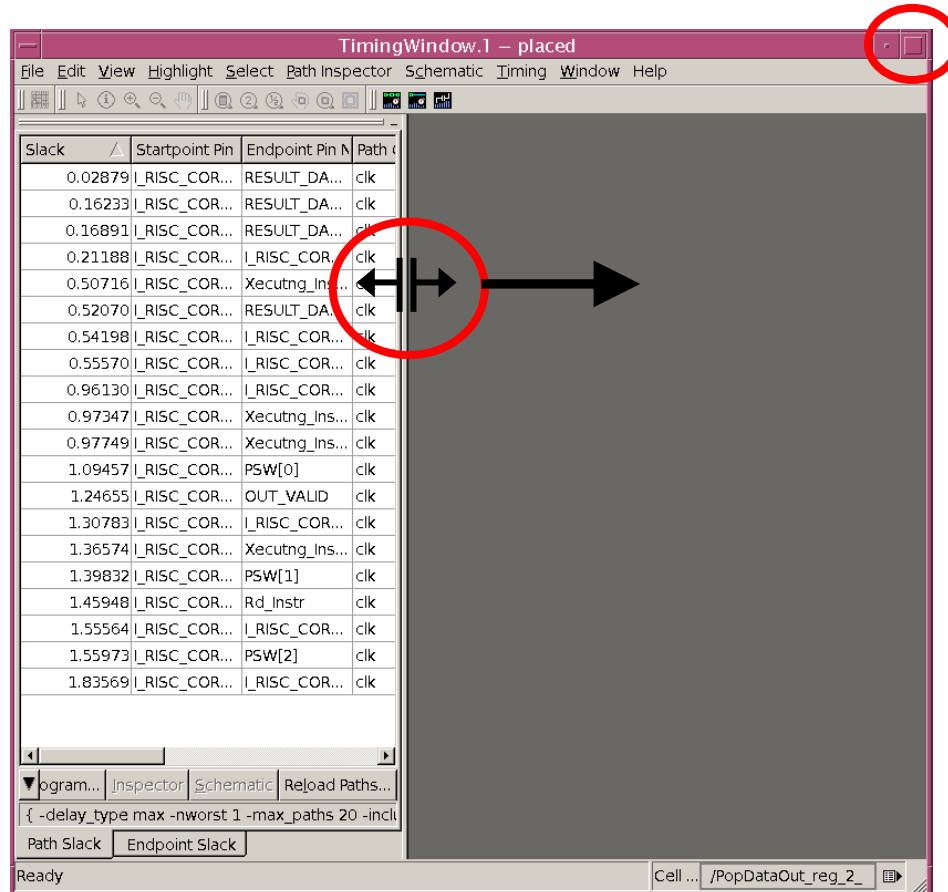 TimingWindow.1 – placed
File Edit View Highlight Select Path Inspector Schematic Timing Window Help
Slack Startpoint Pin Endpoint Pin N Path
0.02879 I_RISC_COR... RESULT_DA... clk
0.16233 I_RISC_COR... RESULT_DA... clk
0.16891 I_RISC_COR... RESULT_DA... clk
0.21188 I_RISC_COR... I_RISC_COR... clk
0.50716 I_RISC_COR... Xecutng_Ins...
0.52070 I_RISC_COR... RESULT_DA... clk
0.54198 I_RISC_COR... I_RISC_COR... clk
0.55570 I_RISC_COR... I_RISC_COR... clk
0.96130 I_RISC_COR... I_RISC_COR... clk
0.97347 I_RISC_COR... Xecutng_Ins... clk
0.97749 I_RISC_COR... Xecutng_Ins... clk
1.09457 I_RISC_COR... PSW[0] clk
1.24655 I_RISC_COR... OUT_VALID clk
1.30783 I_RISC_COR... I_RISC_COR... clk
1.36574 I_RISC_COR... Xecutng_Ins... clk
1.39832 I_RISC_COR... PSW[1] clk
1.45948 I_RISC_COR... Rd_Instr clk
1.55564 I_RISC_COR... I_RISC_COR... clk
1.55973 I_RISC_COR... PSW[2] clk
1.83569 I_RISC_COR... I_RISC_COR... clk
ogram... Inspector Schematic Reload Paths...
{ -delay_type max -nworst 1 -max_paths 20 -inclu
Path Slack Endpoint Slack
Ready Cell ... /PopDataOut_reg_2_